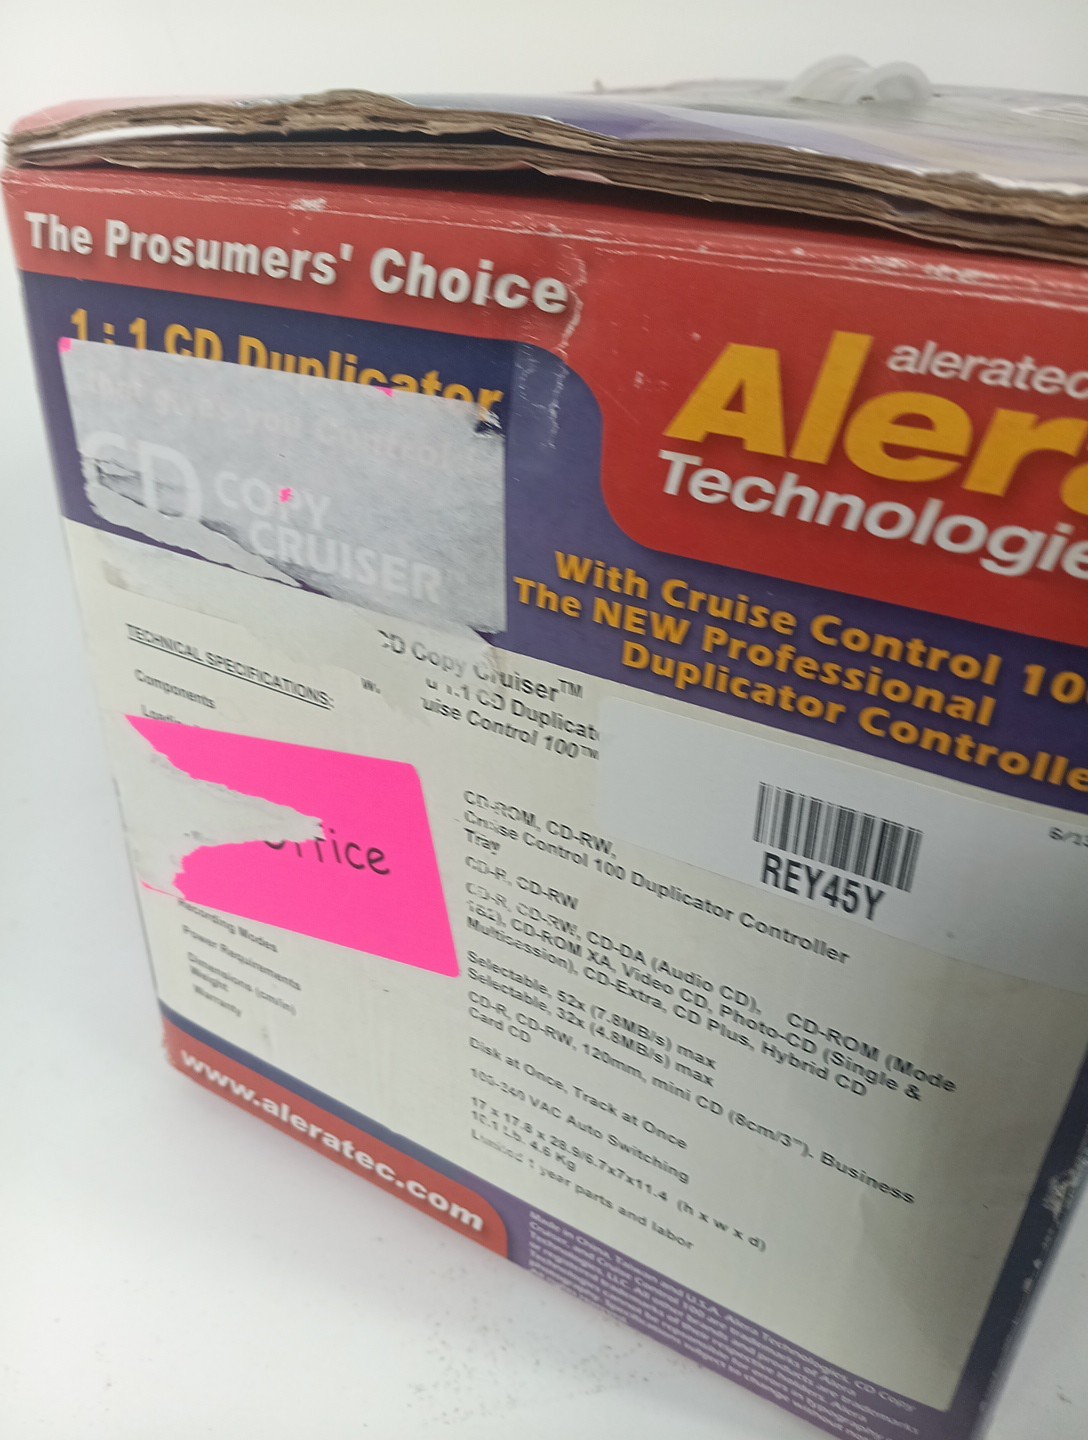 The Prosumers' Choice
1 : 1 CD Duplicator
CD COPY
CRUISER
aleratec
Aler
Technologie
With Cruise Control 10
The NEW Professional
Duplicator Controlle
TECHNICAL SPECIFICATIONS:
Components
CD Copy Cruiser™
1:1 CD Duplicat
uise Control 100™
ffice
REY45Y
CD-ROM, CD-RW,
Cruise Control 100 Duplicator Controller
Tray
CD-R, CD-RW
CD-R, CD-RW, CD-DA (Audio CD), CD-ROM (Mode
1&2), CD-ROM XA, Video CD, Photo-CD (Single &
Multisession), CD-Extra, CD Plus, Hybrid CD
Selectable, 52x (7.8MB/s) max
Selectable, 32x (4.8MB/s) max
CD-R, CD-RW, 120mm, mini CD (8cm/3"). Business
Card CD
Recording Modes
Disk at Once, Track at Once
Power Requirements
100-240 VAC Auto Switching
Dimensions (cm/in)
17 x 17.8 x 28.9/6.7x7x11.4 (h x w x d)
Weight
10.1 Lb. 4.6 Kg
Warranty
Limited 1 year parts and labor
www.aleratec.com